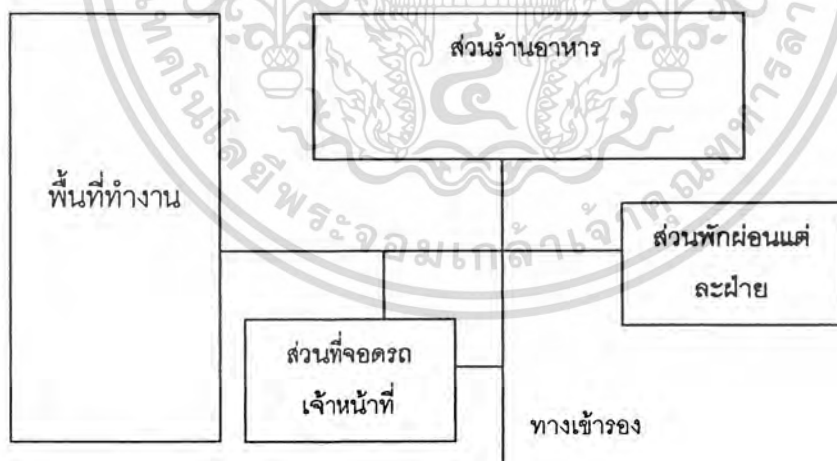 ส่วนร้านอาหาร
พื้นที่ทำงาน
ส่วนพักผ่อนแต่
ละฝ่าย
ส่วนที่จอดรถ
เจ้าหน้าที่
ทางเข้ารอง